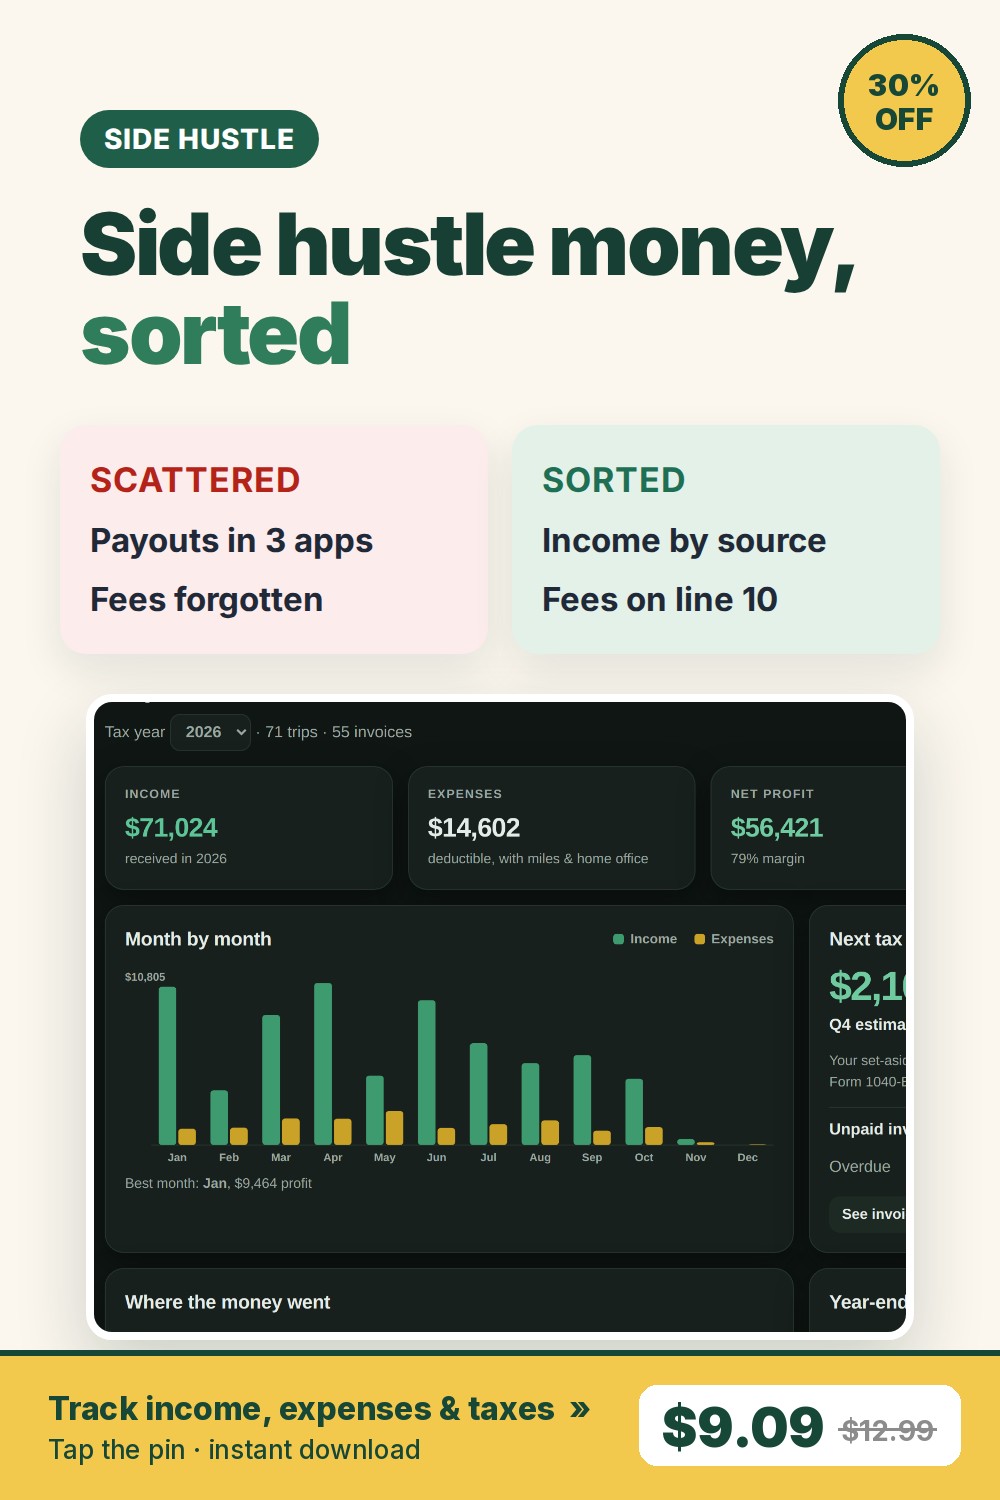 30%
OFF
SIDE HUSTLE
Side hustle money,
sorted
SCATTERED
Payouts in 3 apps
Fees forgotten
SORTED
Income by source
Fees on line 10
Tax year 2026 · 71 trips · 55 invoices
INCOME
$71,024
received in 2026
EXPENSES
$14,602
deductible, with miles & home office
NET PROFIT
$56,421
79% margin
Month by month
Income Expenses
$10,805
Jan Feb Mar Apr May Jun Jul Aug Sep Oct Nov Dec
Best month: Jan, $9,464 profit
Next tax
Q4
Your
Form
Unpaid
Overdue
See
Where the money went
Track income, expenses & taxes »
Tap the pin · instant download
$9.09 $12.99